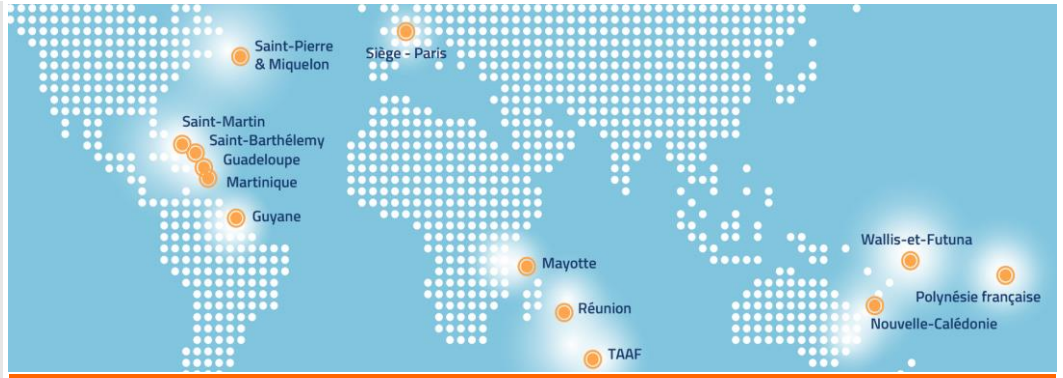 Saint-Pierre
& Miquelon
Siège - Paris
Saint-Martin
Saint-Barthélemy
Guadeloupe
Martinique
Guyane
Mayotte
Réunion
TAAF
Wallis-et-Futuna
Polynésie française
Nouvelle-Calédonie